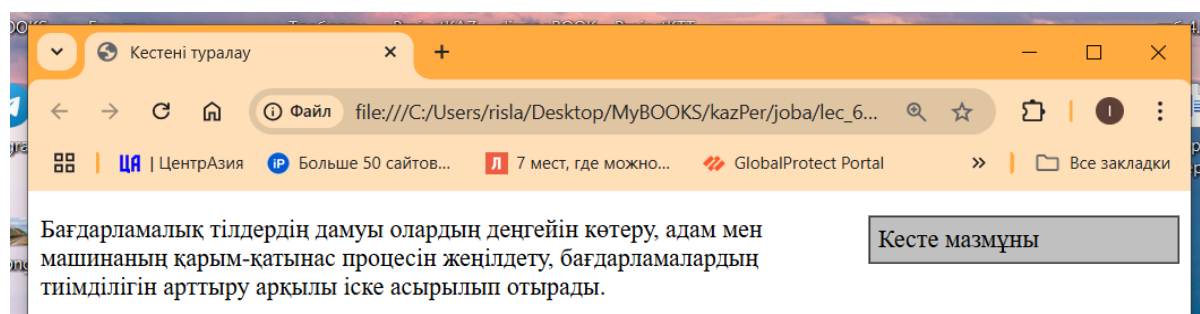 Кестені туралау
Файл file:///C:/Users/risla/Desktop/MyBOOKS/kazPer/joba/lec_6...
ЦА | ЦентрАзия iP Больше 50 сайтов... Л 7 мест, где можно... GlobalProtect Portal » Все закладки
Бағдарламалық тілдердің дамуы олардың деңгейін көтеру, адам мен
машинаның қарым-қатынас процесін жеңілдету, бағдарламалардың
тиімділігін арттыру арқылы іске асырылып отырады.
Кесте мазмұны